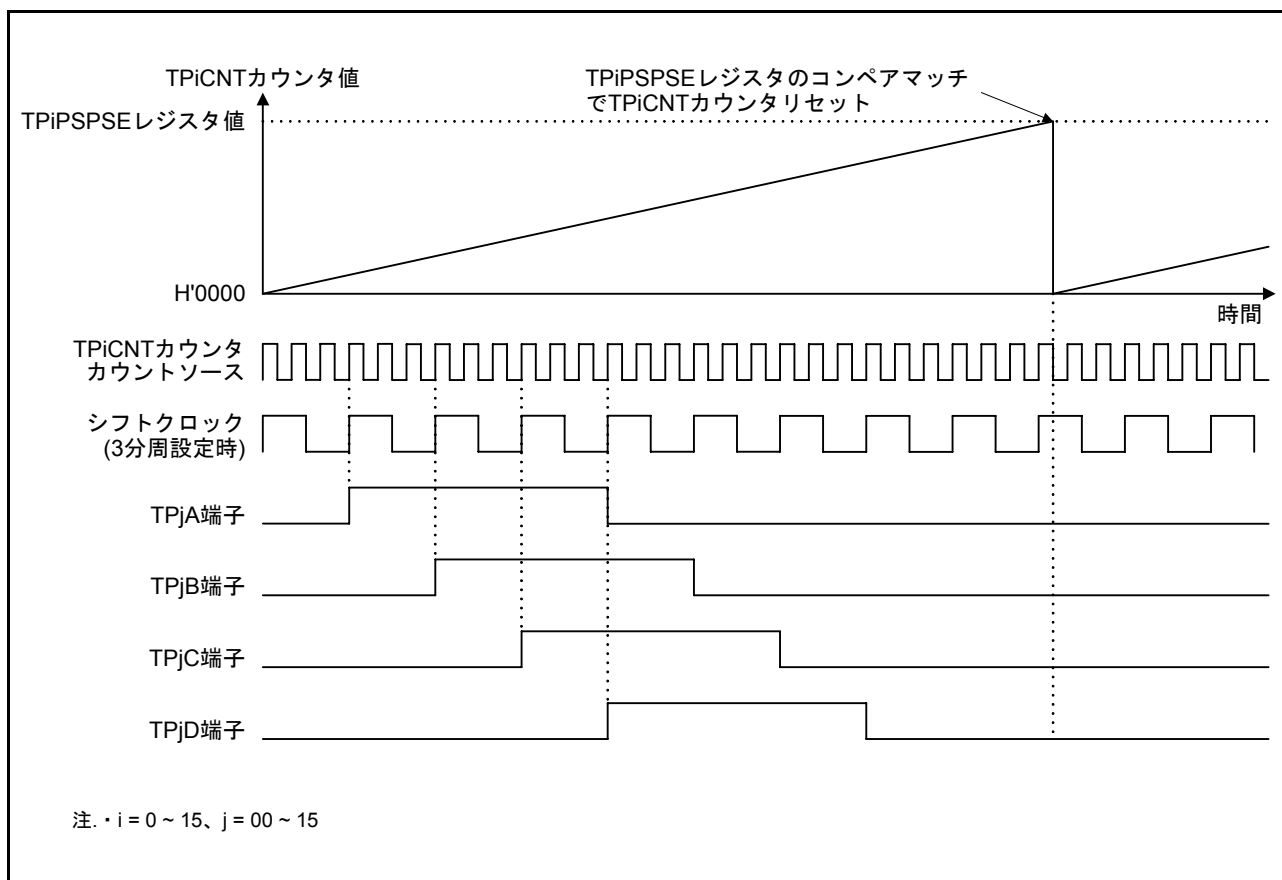 TPiCNTカウンタ値
TPiPSPSEレジスタのコンペアマッチ
でTPiCNTカウンタリセット
TPiPSPSEレジスタ値
H'0000
時間
TPiCNTカウンタ
カウントソース
シフトクロック
(3分周設定時)
TPjA端子
TPjB端子
TPjC端子
TPjD端子
注.・i = 0 ~ 15、j = 00 ~ 15